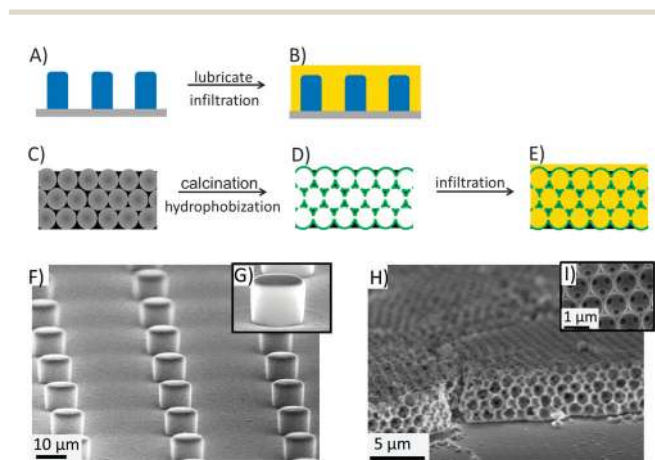 A)
lubricate
infiltration
B)
C)
calcination
hydrophobization
D)
infiltration
E)
F)
G)
10 µm
H)
I)
1 µm
5 µm